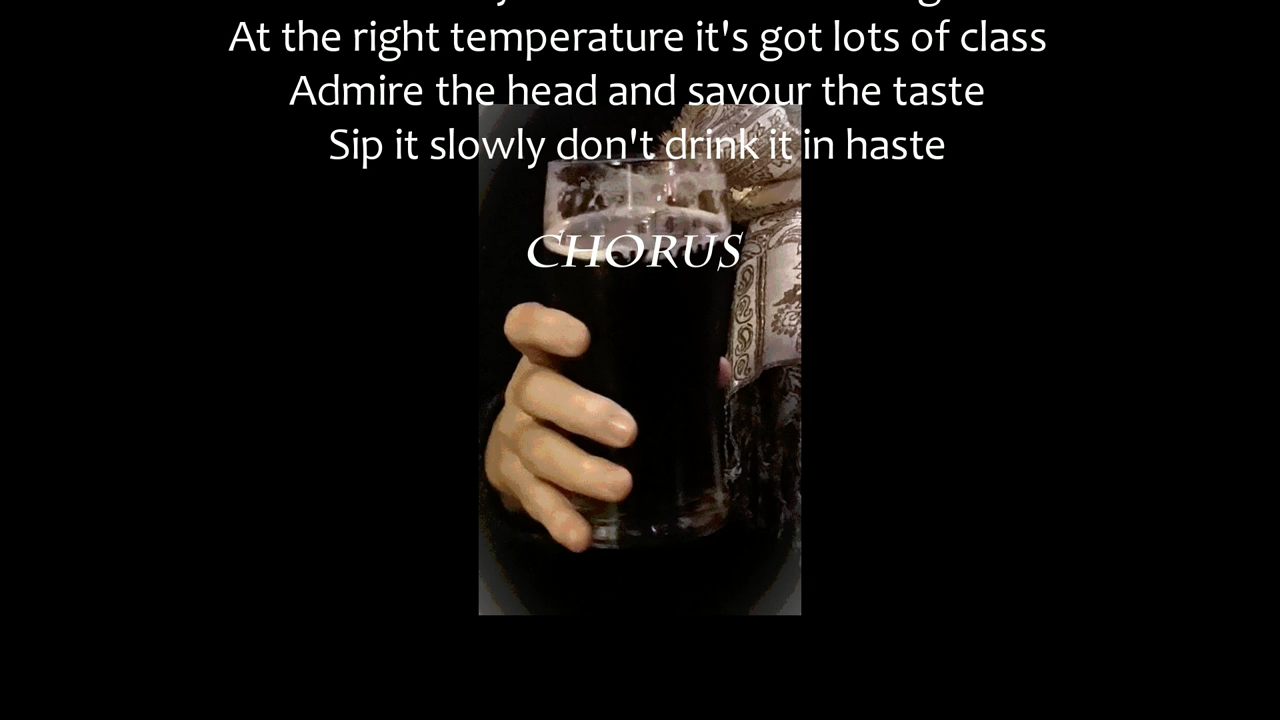 At the right temperature it's got lots of class
Admire the head and savour the taste
Sip it slowly don't drink it in haste
CHORUS